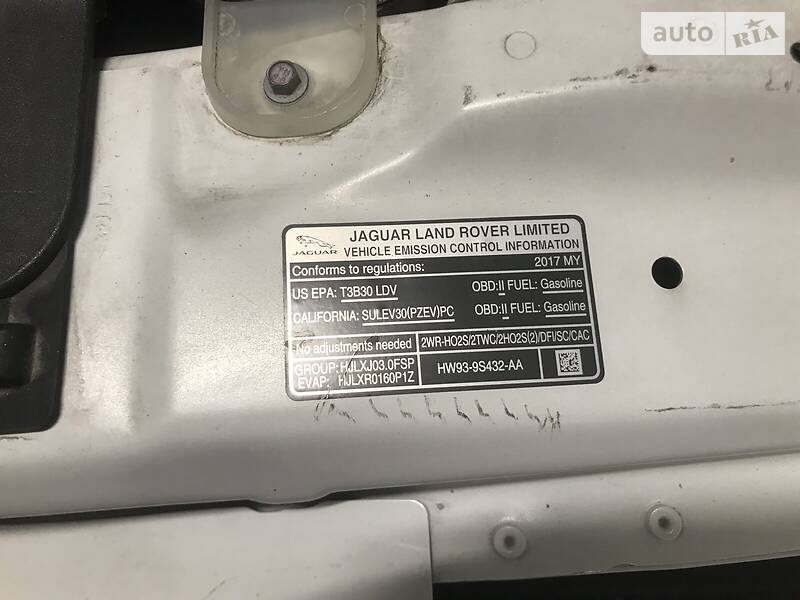 auto RIA
JAGUAR LAND ROVER LIMITED
JAGUAR VEHICLE EMISSION CONTROL INFORMATION
Conforms to regulations: 2017 MY
US EPA: T3B30 LDV OBD:II FUEL: Gasoline
CALIFORNIA: SULEV30(PZEV)PC OBD:II FUEL: Gasoline
No adjustments needed 2WR-HO2S/2TWC/2HO2S(2)/DFI/SC/CAC
GROUP: HJLXJ03.0FSP
EVAP: HJLXR0160P1Z
HW93-9S432-AA